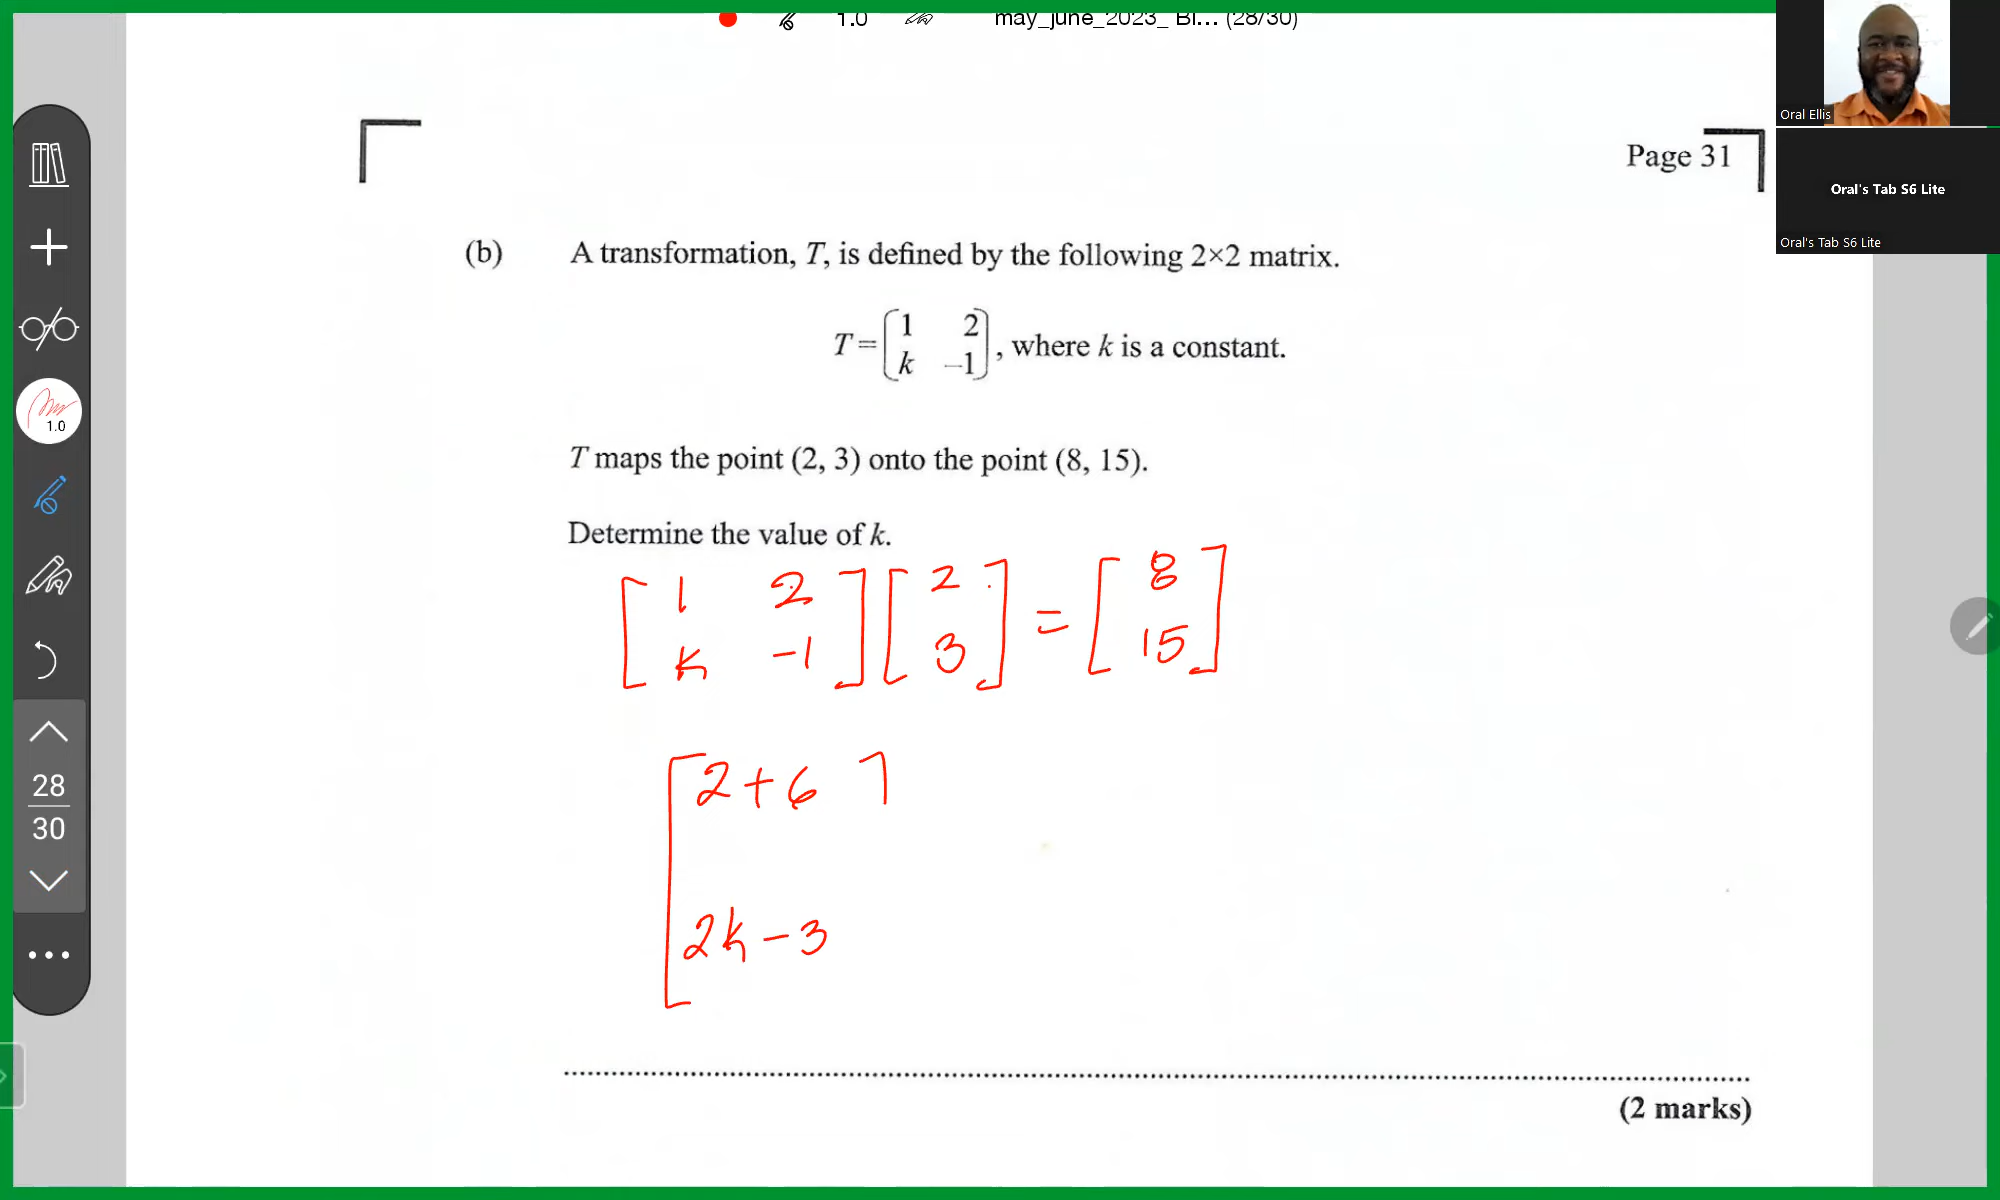 1.0 may_june_2023_ BI... (28/30)
Oral Ellis
Oral's Tab S6 Lite
Oral's Tab S6 Lite
Page 31
(b) A transformation, T, is defined by the following 2×2 matrix.
T = [1 2
k –1], where k is a constant.
T maps the point (2, 3) onto the point (8, 15).
Determine the value of k.
[1 2] [2] = [8]
[k -1] [3] [15]
[2+6 ]
2k-3
(2 marks)
1.0
28
30